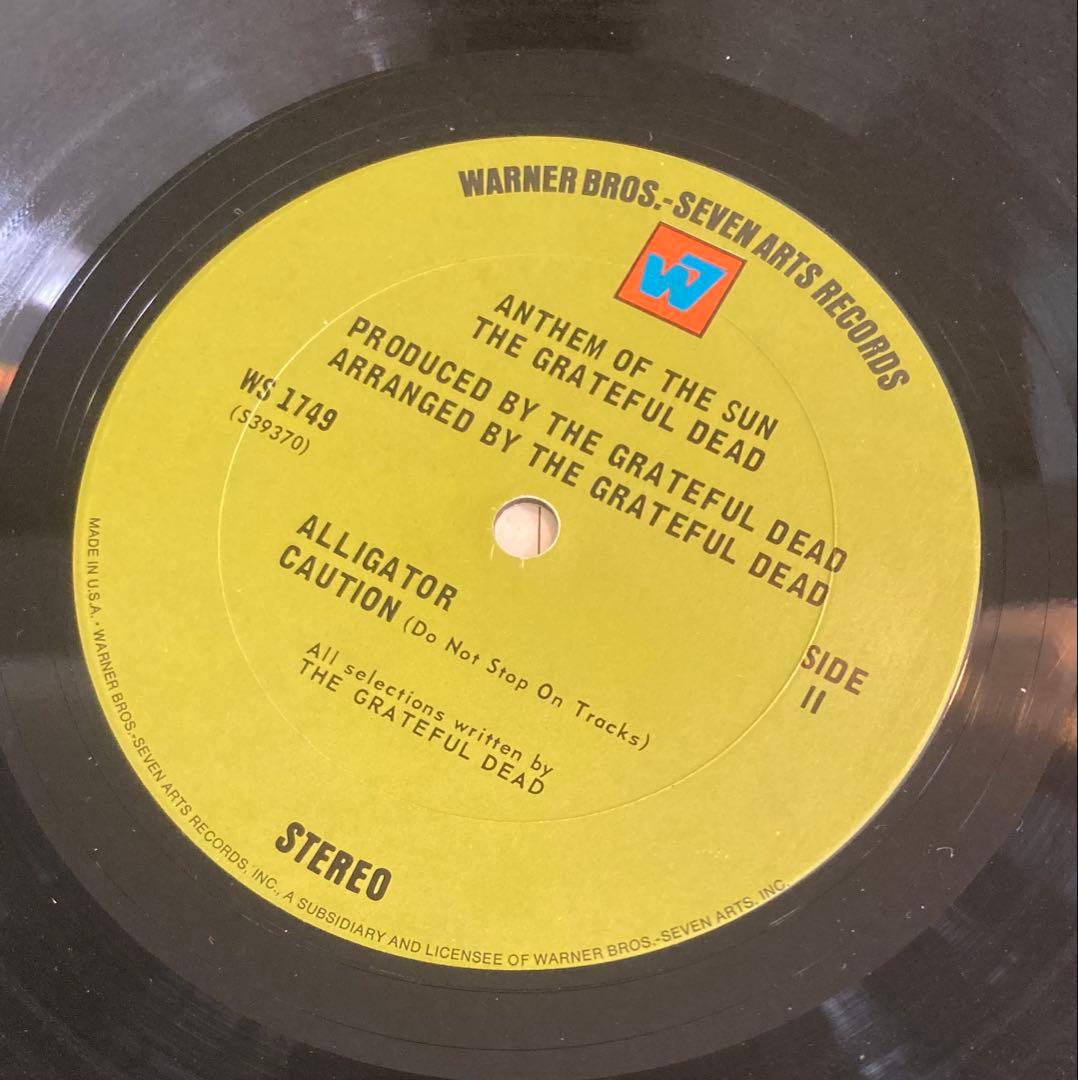 WARNER BROS.-SEVEN ARTS RECORDS
W7
ANTHEM OF THE SUN
THE GRATEFUL DEAD
PRODUCED BY THE GRATEFUL DEAD
ARRANGED BY THE GRATEFUL DEAD
WS 1749
(S39370)
SIDE
II
ALLIGATOR
CAUTION (Do Not Stop On Tracks)
All selections written by
THE GRATEFUL DEAD
STEREO
MADE IN U.S.A. • WARNER BROS.-SEVEN ARTS RECORDS, INC., A SUBSIDIARY AND LICENSEE OF WARNER BROS.-SEVEN ARTS, INC.